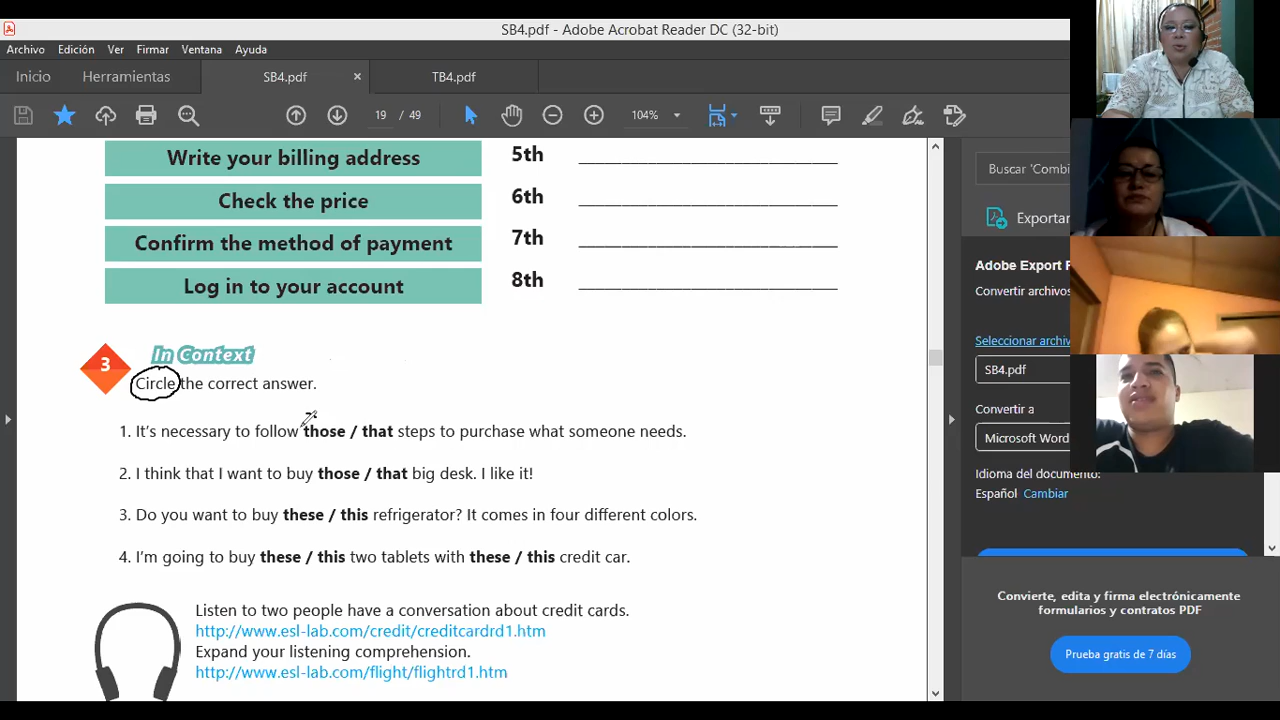 SB4.pdf - Adobe Acrobat Reader DC (32-bit)
Archivo Edición Ver Firmar Ventana Ayuda
Inicio Herramientas SB4.pdf × TB4.pdf
19 / 49 104%
Write your billing address 5th
Check the price 6th
Confirm the method of payment 7th
Log in to your account 8th
3 In Context
Circle the correct answer.
1. It's necessary to follow those / that steps to purchase what someone needs.
2. I think that I want to buy those / that big desk. I like it!
3. Do you want to buy these / this refrigerator? It comes in four different colors.
4. I'm going to buy these / this two tablets with these / this credit car.
Listen to two people have a conversation about credit cards.
http://www.esl-lab.com/credit/creditcardrd1.htm
Expand your listening comprehension.
http://www.esl-lab.com/flight/flightrd1.htm
Buscar 'Combi
Exportar
Adobe Export
Convertir archivos
Seleccionar archiv
SB4.pdf
Convertir a
Microsoft Word
Idioma del documento:
Español Cambiar
Convierte, edita y firma electrónicamente
formularios y contratos PDF
Prueba gratis de 7 días